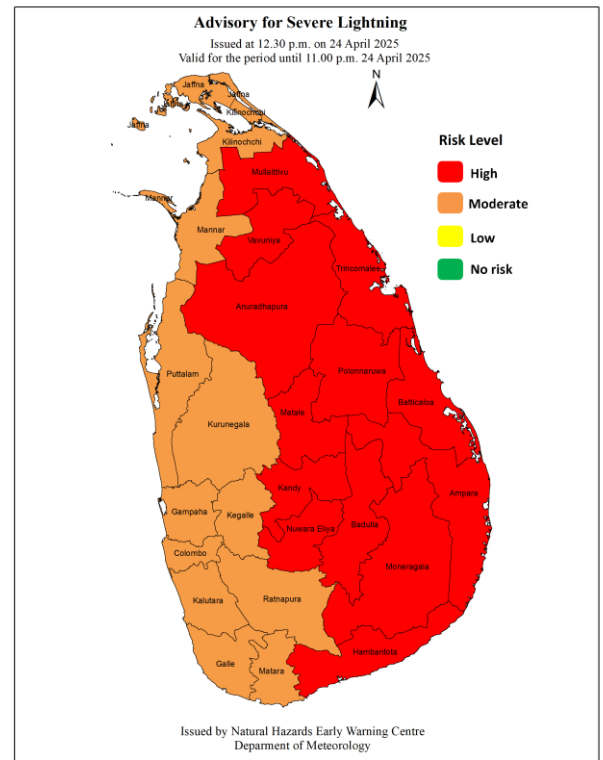 Advisory for Severe Lightning
Issued at 12.30 p.m. on 24 April 2025
Valid for the period until 11.00 p.m. 24 April 2025
N
Jaffna
Jaffna
Jaffna
Kilinochchi
Jaffna
Kilinochchi
Risk Level
High
Moderate
Low
No risk
Mullaitivu
Mannar
Mannar
Vavuniya
Trincomalee
Anuradhapura
Puttalam
Polonnaruwa
Batticaloa
Matale
Kurunegala
Kandy
Ampara
Gampaha
Kegalle
Nuwara Eliya
Badulla
Colombo
Moneragala
Kalutara
Ratnapura
Hambantota
Galle
Matara
Issued by Natural Hazards Early Warning Centre
Deparment of Meteorology